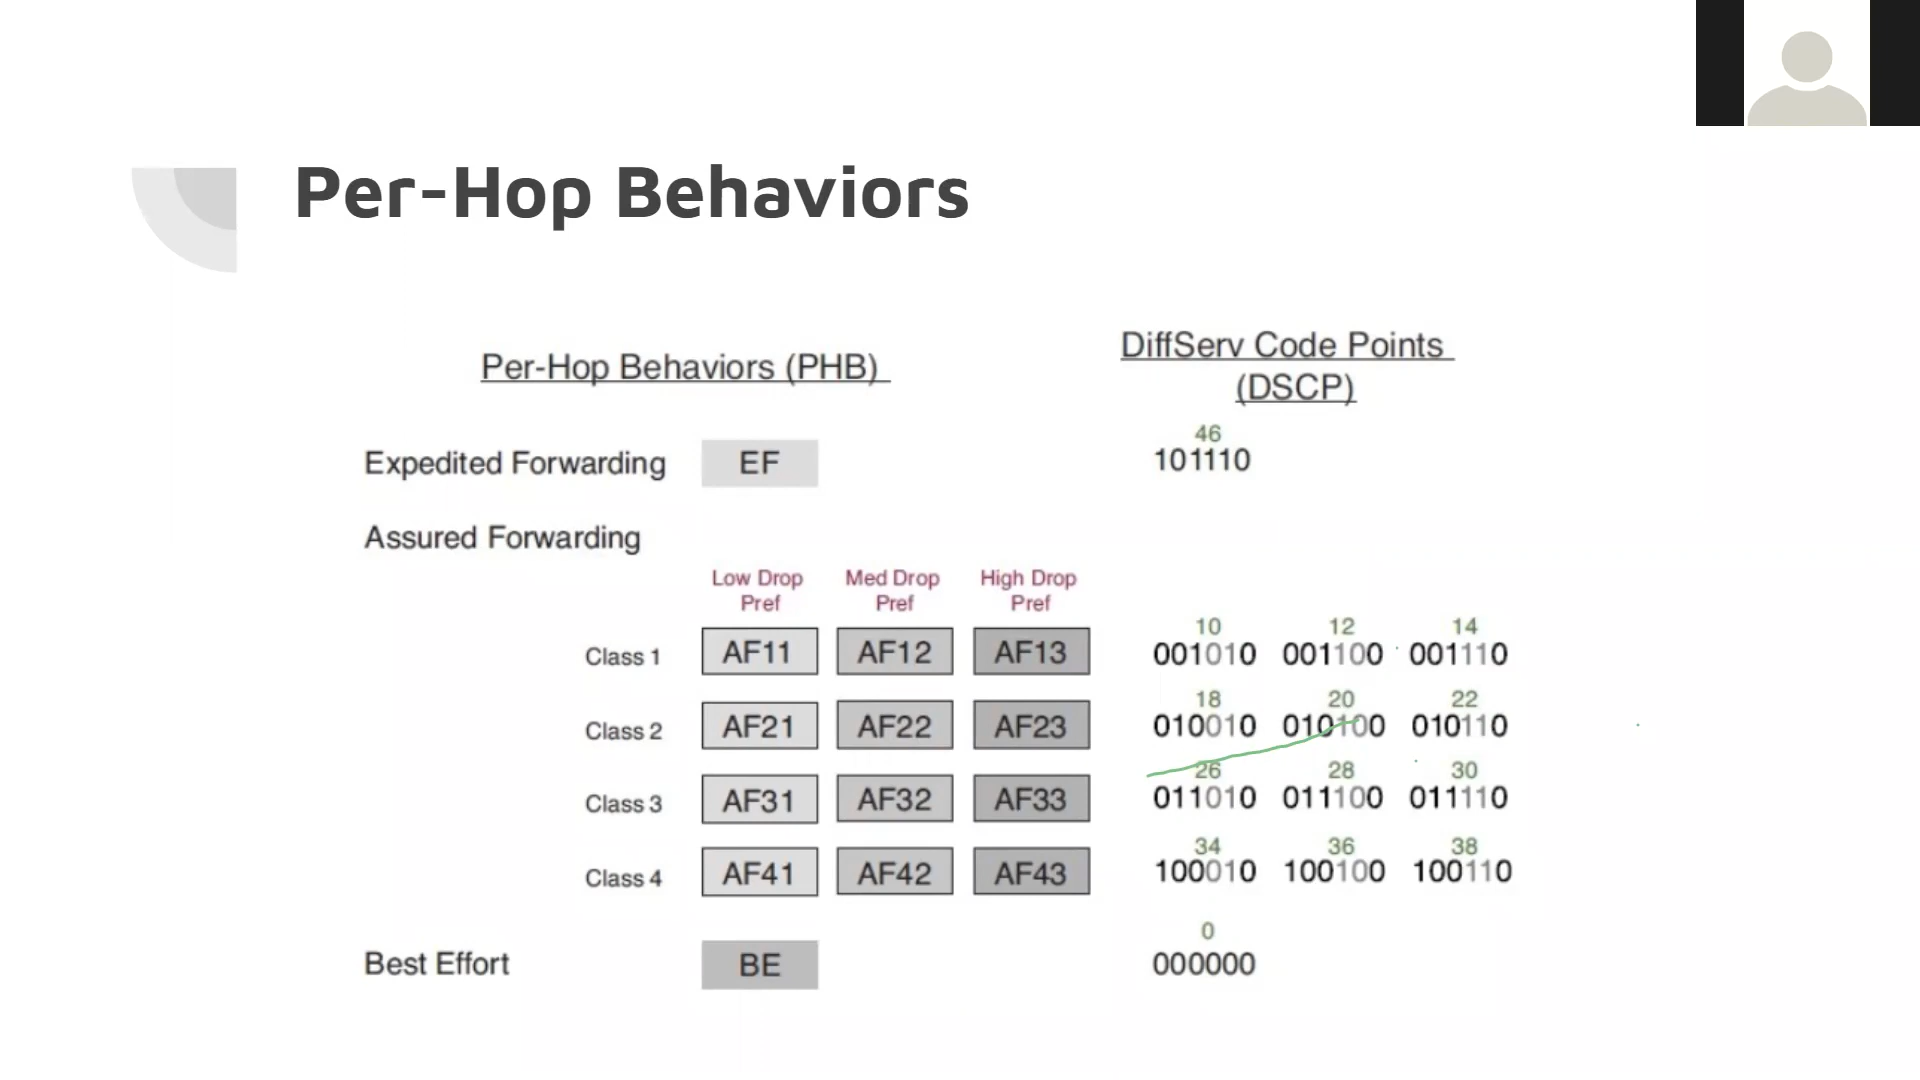 Per-Hop Behaviors
Per-Hop Behaviors (PHB)
DiffServ Code Points
(DSCP)
46
Expedited Forwarding EF 101110
Assured Forwarding
Low Drop Med Drop High Drop
Pref Pref Pref
10 12 14
Class 1 AF11 AF12 AF13 001010 001100 001110
18 20 22
Class 2 AF21 AF22 AF23 010010 010100 010110
26 28 30
Class 3 AF31 AF32 AF33 011010 011100 011110
34 36 38
Class 4 AF41 AF42 AF43 100010 100100 100110
0
Best Effort BE 000000